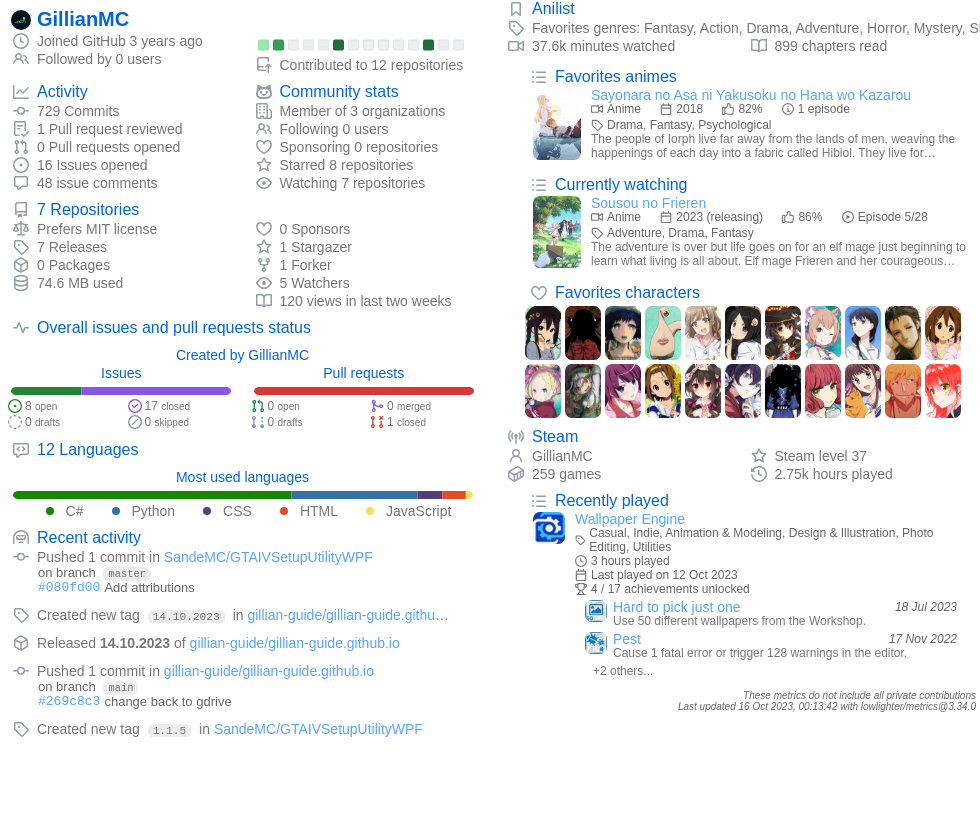 GillianMC
Joined GitHub 3 years ago
Followed by 0 users
Contributed to 12 repositories
Activity
729 Commits
1 Pull request reviewed
0 Pull requests opened
16 Issues opened
48 issue comments
Community stats
Member of 3 organizations
Following 0 users
Sponsoring 0 repositories
Starred 8 repositories
Watching 7 repositories
7 Repositories
Prefers MIT license
7 Releases
0 Packages
74.6 MB used
0 Sponsors
1 Stargazer
1 Forker
5 Watchers
120 views in last two weeks
Overall issues and pull requests status
Created by GillianMC
Issues
8 open 17 closed
0 drafts 0 skipped
Pull requests
0 open 0 merged
0 drafts 1 closed
12 Languages
Most used languages
C# Python CSS HTML JavaScript
Recent activity
Pushed 1 commit in SandeMC/GTAIVSetupUtilityWPF
on branch master
#080fd00 Add attributions
Created new tag 14.10.2023 in gillian-guide/gillian-guide.githu…
Released 14.10.2023 of gillian-guide/gillian-guide.github.io
Pushed 1 commit in gillian-guide/gillian-guide.github.io
on branch main
#269c8c3 change back to gdrive
Created new tag 1.1.5 in SandeMC/GTAIVSetupUtilityWPF
Anilist
Favorites genres: Fantasy, Action, Drama, Adventure, Horror, Mystery, Sl
37.6k minutes watched 899 chapters read
Favorites animes
Sayonara no Asa ni Yakusoku no Hana wo Kazarou
Anime 2018 82% 1 episode
Drama, Fantasy, Psychological
The people of Iorph live far away from the lands of men, weaving the
happenings of each day into a fabric called Hibiol. They live for…
Currently watching
Sousou no Frieren
Anime 2023 (releasing) 86% Episode 5/28
Adventure, Drama, Fantasy
The adventure is over but life goes on for an elf mage just beginning to
learn what living is all about. Elf mage Frieren and her courageous…
Favorites characters
Steam
GillianMC Steam level 37
259 games 2.75k hours played
Recently played
Wallpaper Engine
Casual, Indie, Animation & Modeling, Design & Illustration, Photo
Editing, Utilities
3 hours played
Last played on 12 Oct 2023
4 / 17 achievements unlocked
Hard to pick just one 18 Jul 2023
Use 50 different wallpapers from the Workshop.
Pest 17 Nov 2022
Cause 1 fatal error or trigger 128 warnings in the editor.
+2 others...
These metrics do not include all private contributions
Last updated 16 Oct 2023, 00:13:42 with lowlighter/metrics@3.34.0